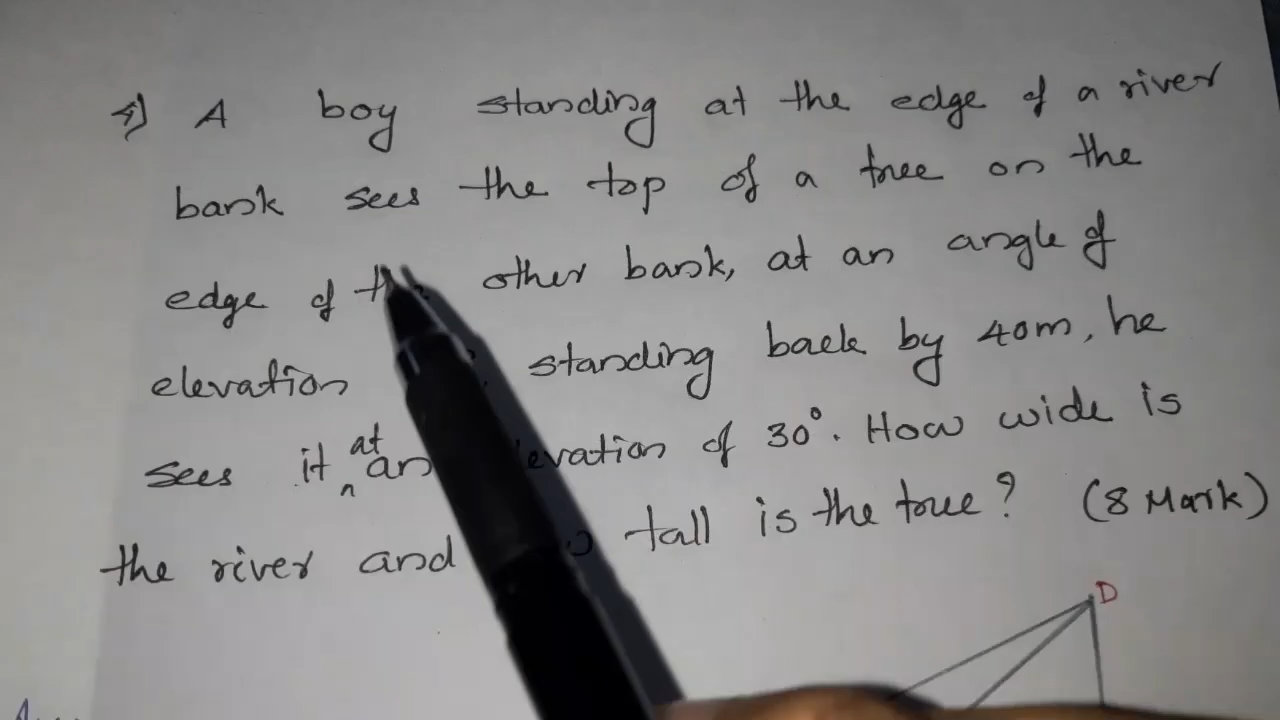 4) A boy standing at the edge of a river
bank sees the top of a tree on the
edge of other bank, at an angle of
elevation standing back by 40m, he
sees it at an of 30°. How wide is
the river and tall is the tree? (8 Mark)
D